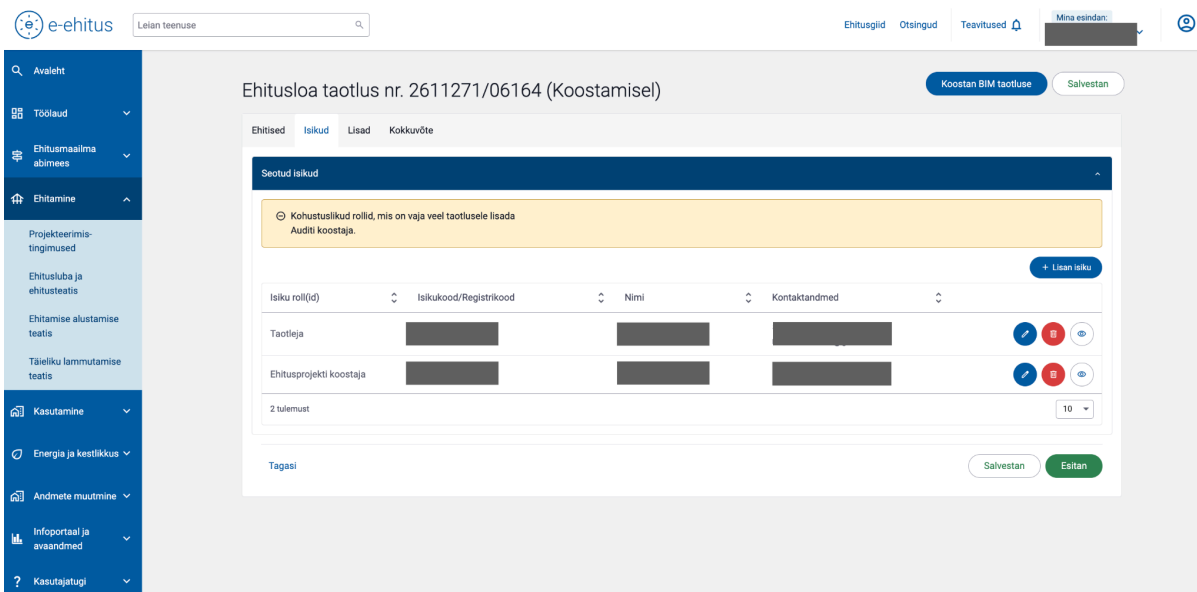 e-ehitus
Leian teenuse
Ehitusgiid Otsingud Teavitused
Mina esindan:
Avaleht
Töölaud
Ehitusmaailma
abimees
Ehitamine
Projekteerimis-
tingimused
Ehitusluba ja
ehitusteatis
Ehitamise alustamise
teatis
Täieliku lammutamise
teatis
Kasutamine
Energia ja kestlikkus
Andmete muutmine
Infoportaal ja
avaandmed
Kasutajatugi
Ehitusloa taotlus nr. 2611271/06164 (Koostamisel)
Koostan BIM taotluse Salvestan
Ehitised Isikud Lisad Kokkuvõte
Seotud isikud
Kohustuslikud rollid, mis on vaja veel taotlusele lisada
Auditi koostaja.
+ Lisan isiku
Isiku roll(id) Isikukood/Registrikood Nimi Kontaktandmed
Taotleja
Ehitusprojekti koostaja
2 tulemust 10
Tagasi Salvestan Esitan